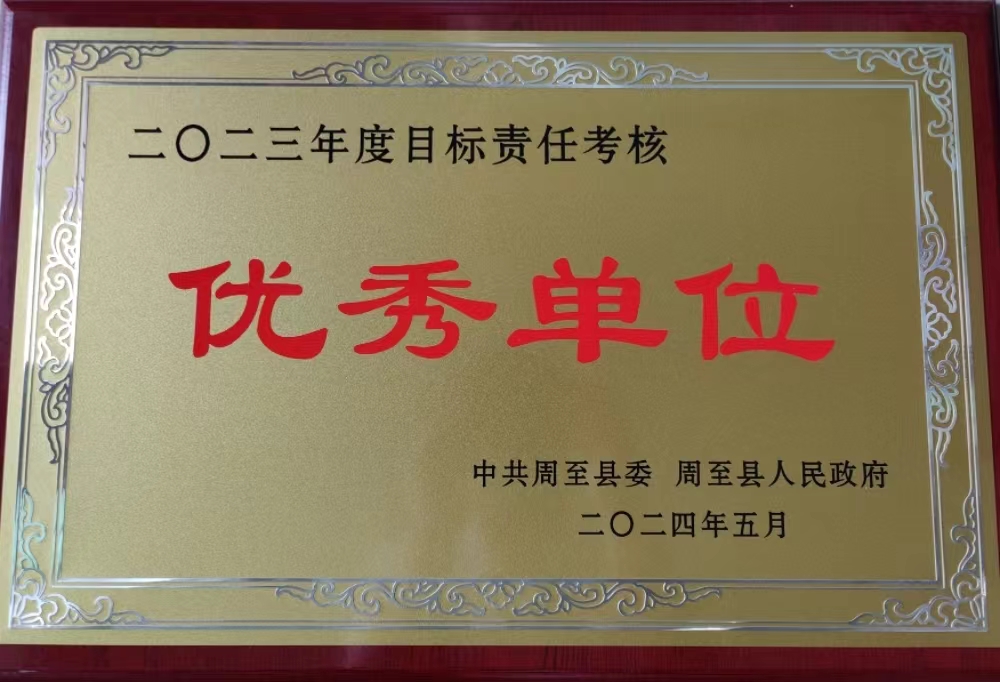 二〇二三年度目标责任考核
优秀单位
中共周至县委 周至县人民政府
二〇二四年五月